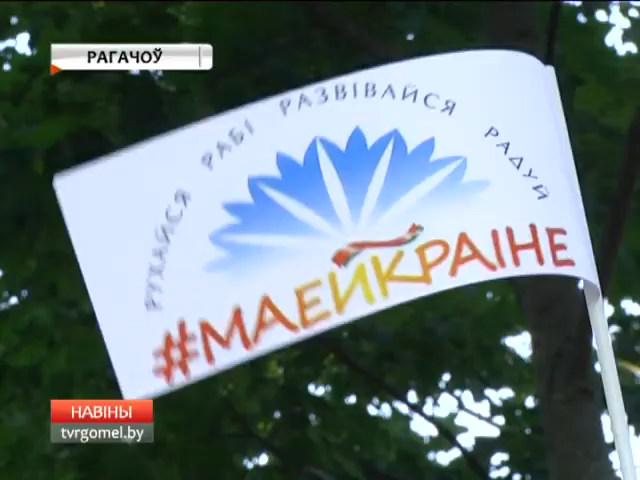 РАГАЧОЎ
РУХАЙСЯ РАБІ РАЗВІВАЙСЯ РАДУЙ
#МАЕЙКРАІНЕ
НАВІНЫ
tvrgomel.by